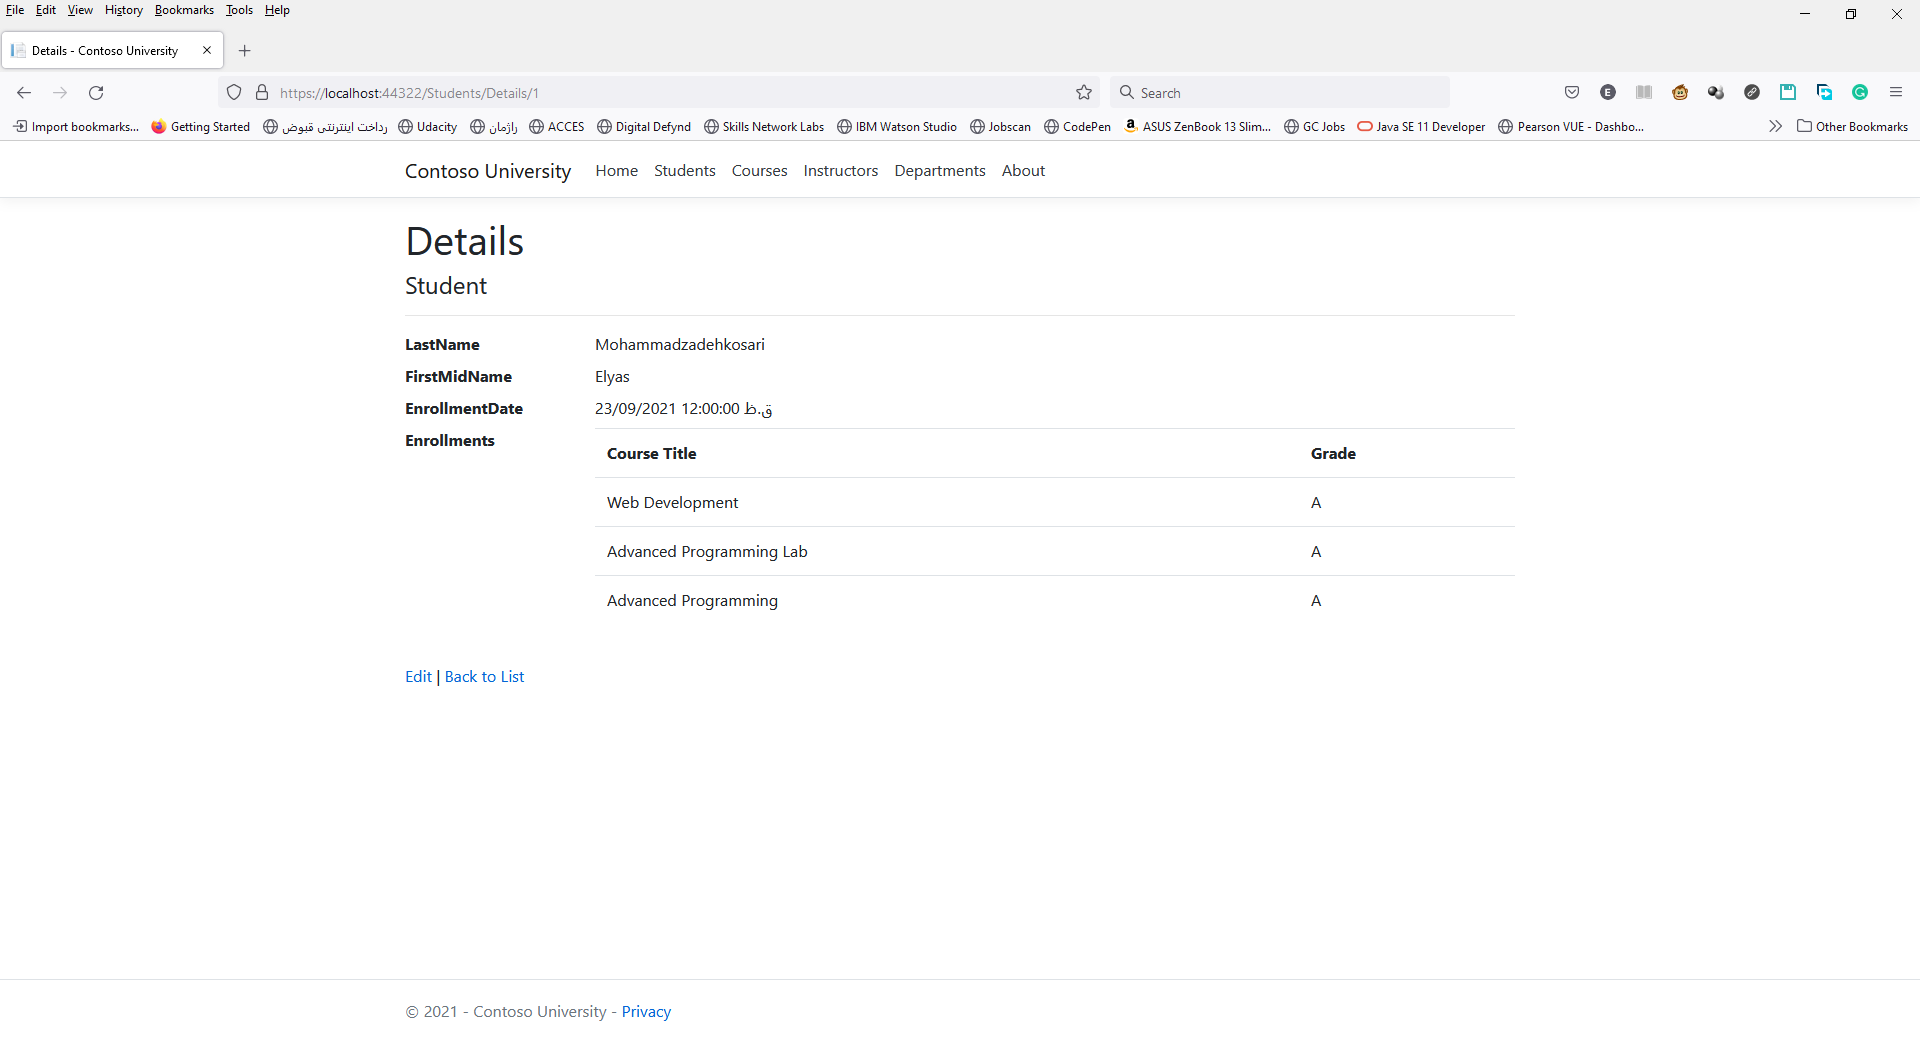 File Edit View History Bookmarks Tools Help
Details - Contoso University
https://localhost:44322/Students/Details/1
Search
Import bookmarks... Getting Started پرداخت اینترنتی قبوض Udacity راژمان ACCES Digital Defynd Skills Network Labs IBM Watson Studio Jobscan CodePen ASUS ZenBook 13 Slim... GC Jobs Java SE 11 Developer Pearson VUE - Dashbo... Other Bookmarks
Contoso University Home Students Courses Instructors Departments About
Details
Student
LastName Mohammadzadehkosari
FirstMidName Elyas
EnrollmentDate 23/09/2021 12:00:00 ق.ظ
Enrollments
Course Title Grade
Web Development A
Advanced Programming Lab A
Advanced Programming A
Edit | Back to List
© 2021 - Contoso University - Privacy